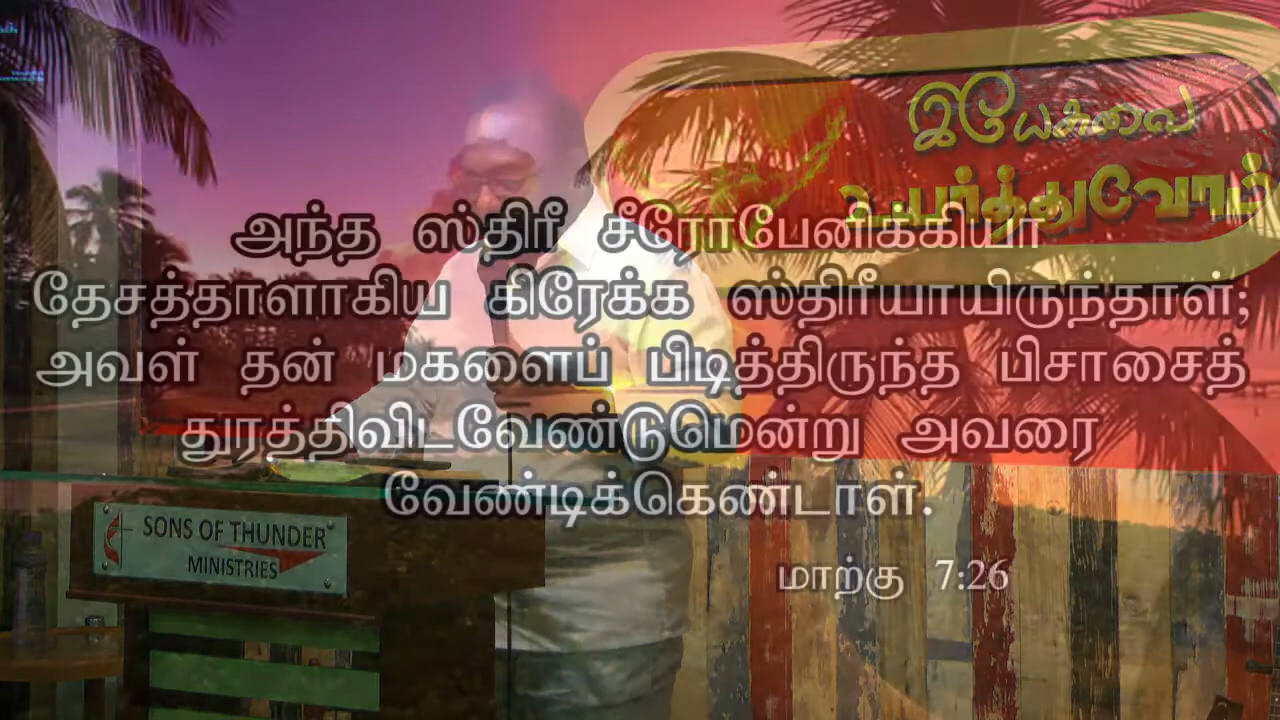 இயேசுவை
உயர்த்துவோம்
அந்த ஸ்திரீ சீரோபேனிக்கியா
தேசத்தாளாகிய கிரேக்க ஸ்திரீயாயிருந்தாள்;
அவள் தன் மகளைப் பிடித்திருந்த பிசாசைத்
துரத்திவிடவேண்டுமென்று அவரை
வேண்டிக்கெண்டாள்.
மாற்கு 7:26
SONS OF THUNDER
MINISTRIES